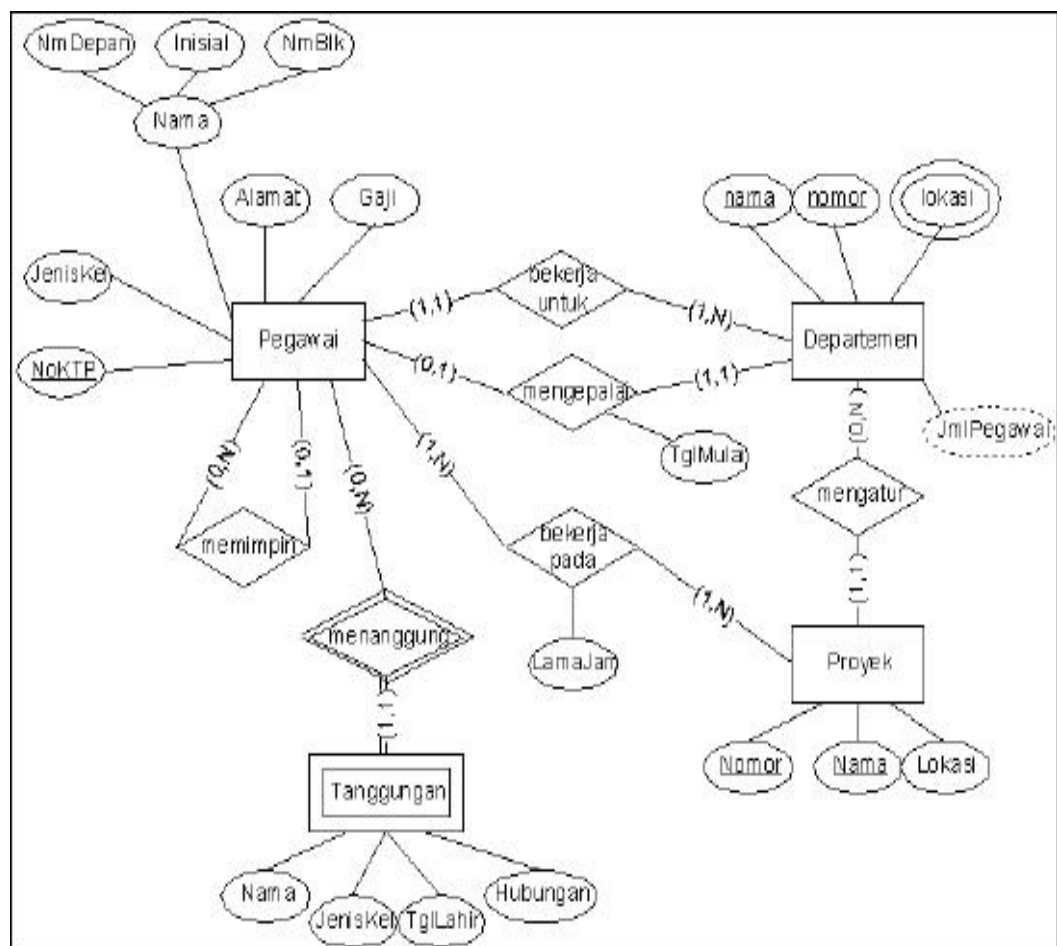 NmDepan
Inisial
NmBlk
Nama
Alamat
Gaji
nama
nomor
lokasi
JenisKel
bekerja
untuk
(1,1)
(1,N)
Pegawai
Departemen
NoKTP
(0,1)
mengepalai
(1,1)
TglMulai
JmlPegawai
(0,N)
(0,1)
(0,N)
(1,N)
(0,N)
memimpin
mengatur
bekerja
pada
(1,1)
(1,N)
menanggung
LamaJam
Proyek
(1,1)
Nomor
Nama
Lokasi
Tanggungan
Nama
JenisKel
TglLahir
Hubungan